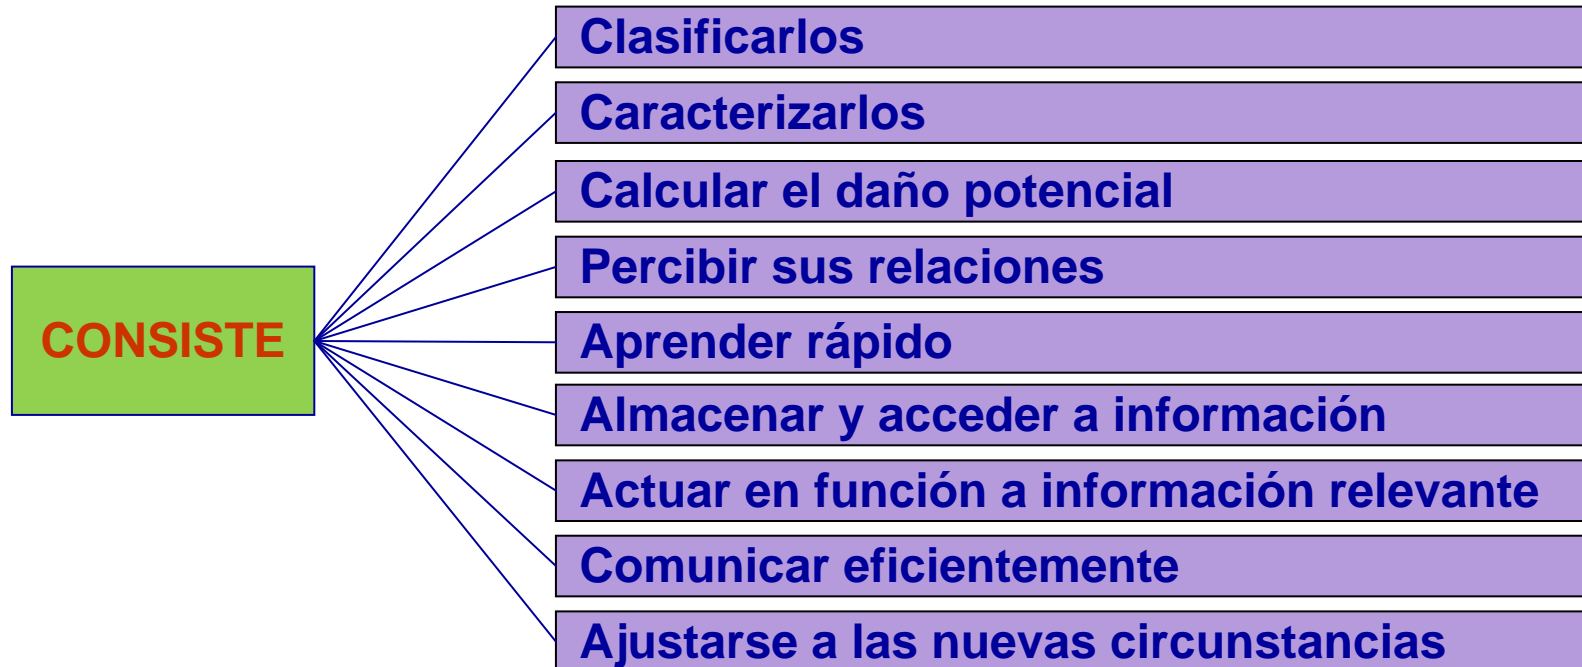 CONSISTE
Clasificarlos
Caracterizarlos
Calcular el daño potencial
Percibir sus relaciones
Aprender rápido
Almacenar y acceder a información
Actuar en función a información relevante
Comunicar eficientemente
Ajustarse a las nuevas circunstancias